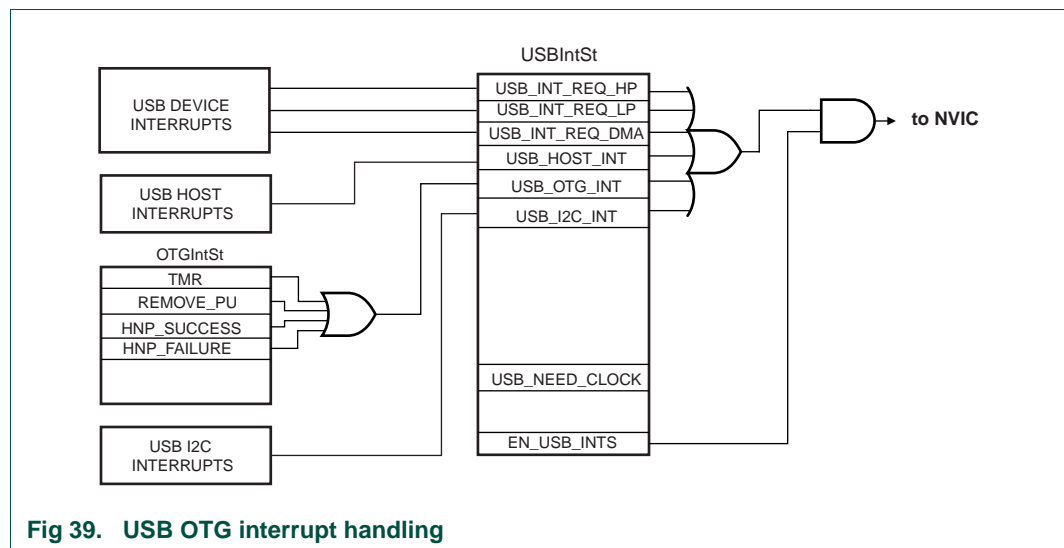 USBIntSt
USB DEVICE
INTERRUPTS
USB_INT_REQ_HP
USB_INT_REQ_LP
USB_INT_REQ_DMA
USB_HOST_INT
USB_OTG_INT
USB_I2C_INT
to NVIC
USB HOST
INTERRUPTS
OTGIntSt
TMR
REMOVE_PU
HNP_SUCCESS
HNP_FAILURE
USB_NEED_CLOCK
EN_USB_INTS
USB I2C
INTERRUPTS
Fig 39. USB OTG interrupt handling